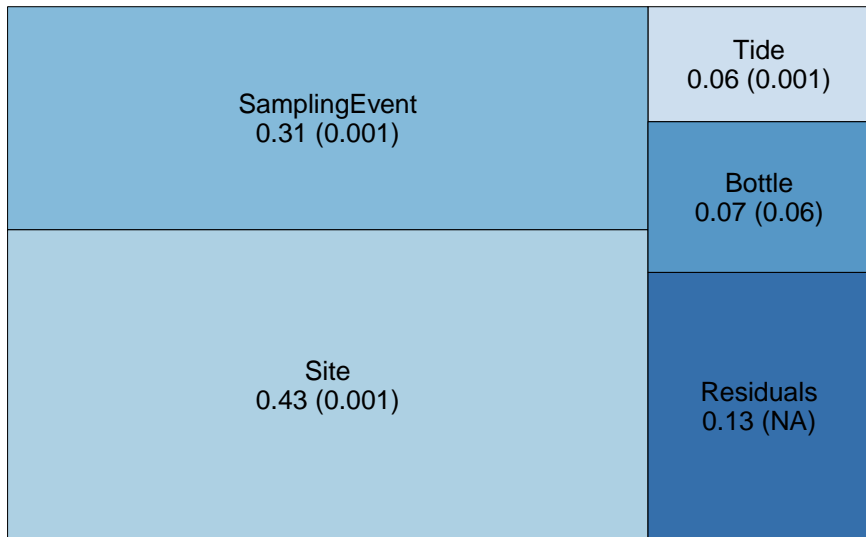 SamplingEvent
0.31 (0.001)
Site
0.43 (0.001)
Tide
0.06 (0.001)
Bottle
0.07 (0.06)
Residuals
0.13 (NA)